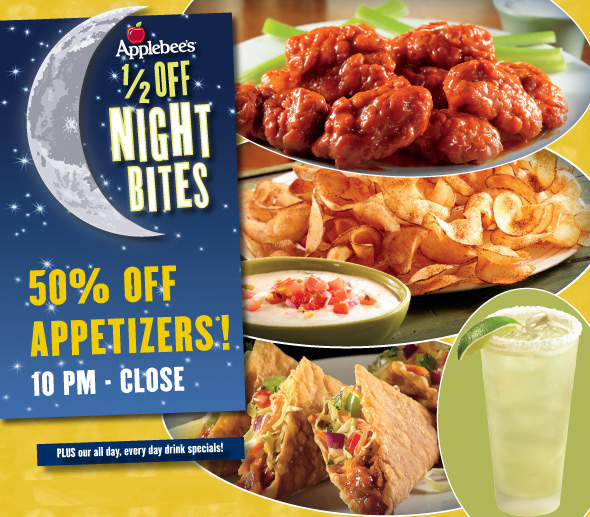 Applebee's
1/2 OFF
NIGHT
BITES
50% OFF
APPETIZERS!
10 PM - CLOSE
PLUS our all day, every day drink specials!